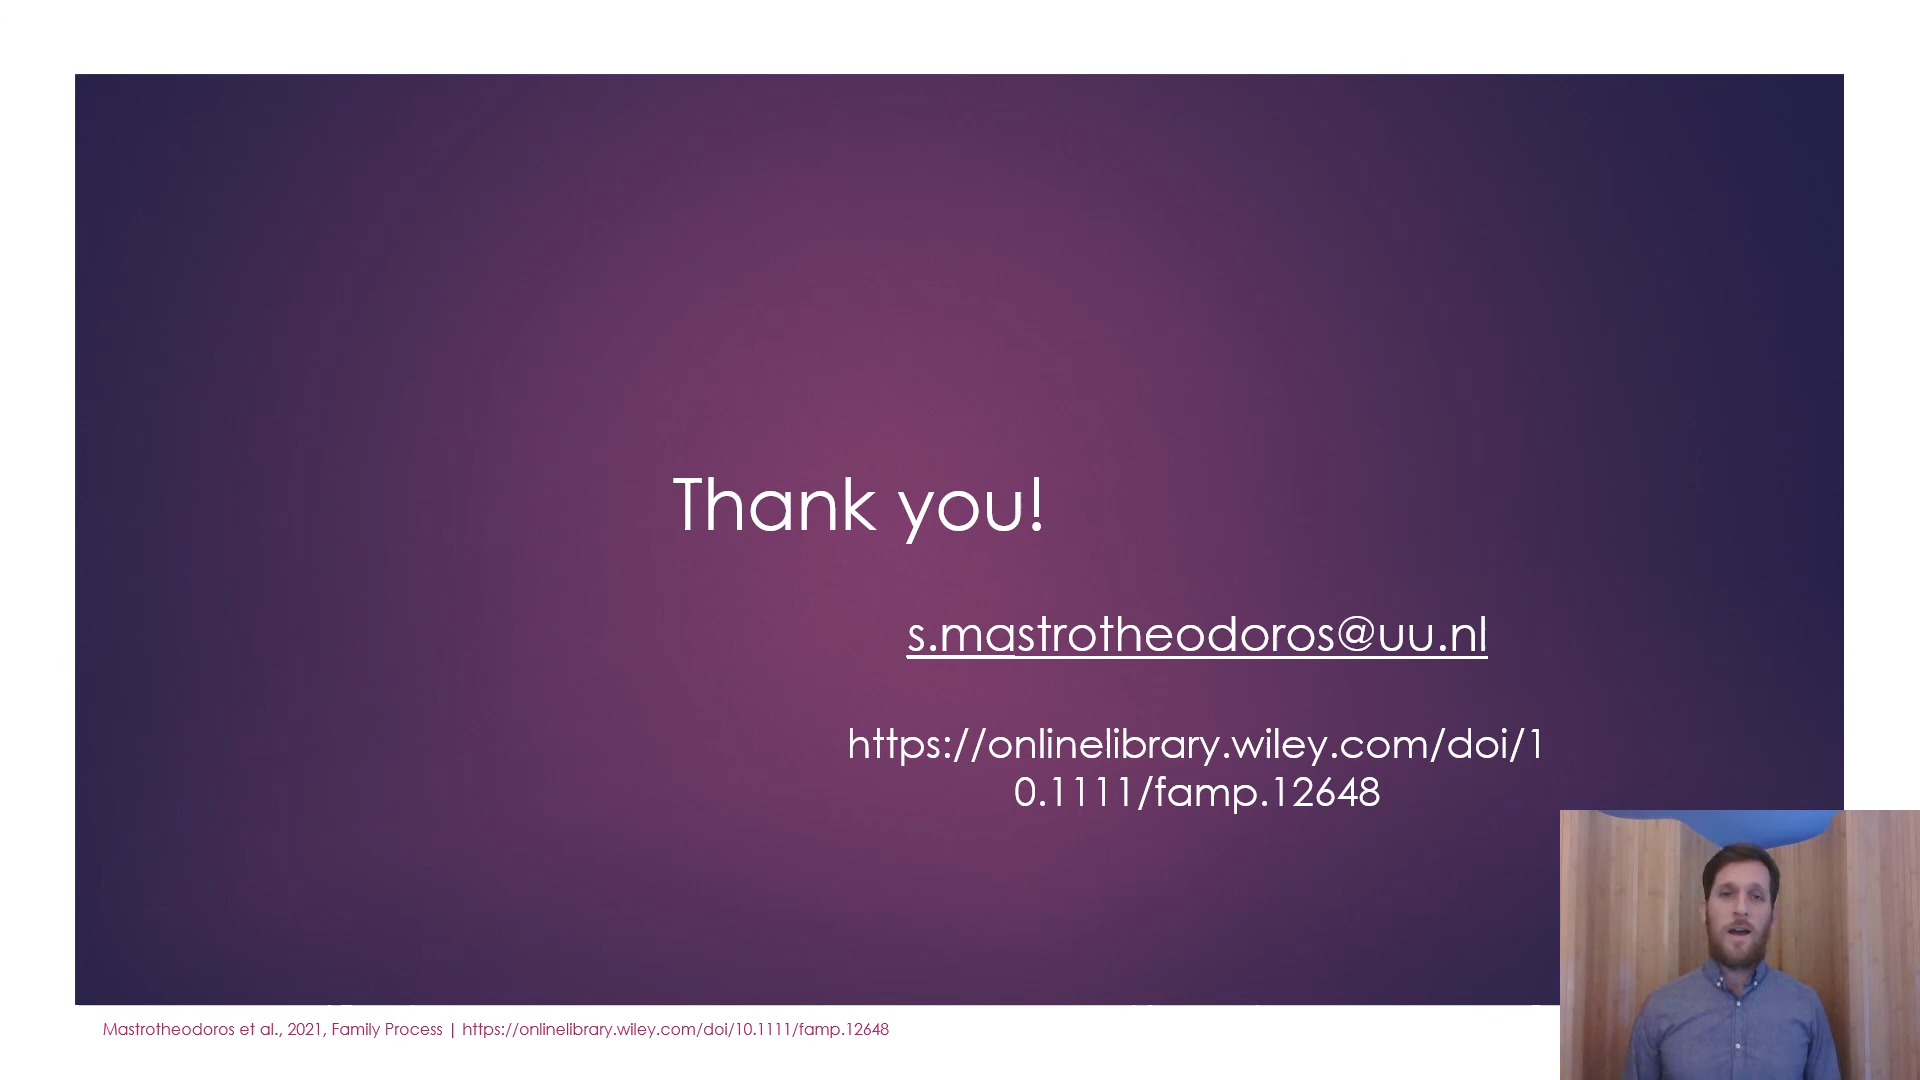 Thank you!
s.mastrotheodoros@uu.nl
https://onlinelibrary.wiley.com/doi/1
0.1111/famp.12648
Mastrotheodoros et al., 2021, Family Process | https://onlinelibrary.wiley.com/doi/10.1111/famp.12648